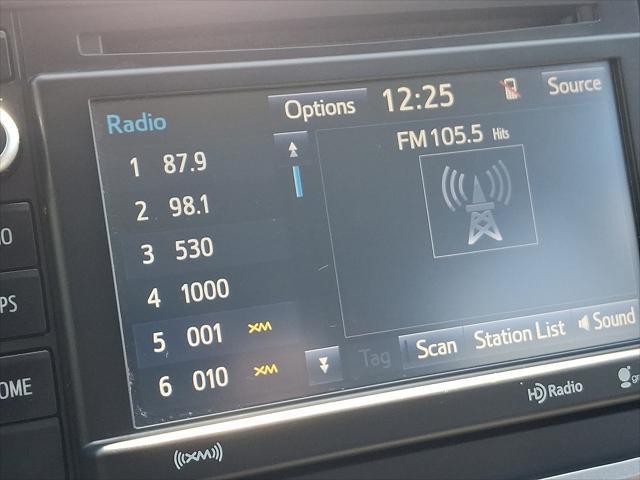 Options 12:25 Source
Radio
FM 105.5 Hits
1 87.9
2 98.1
3 530
4 1000
5 001 XM
6 010 XM
Tag Scan Station List Sound
HD Radio
((XM))
OME